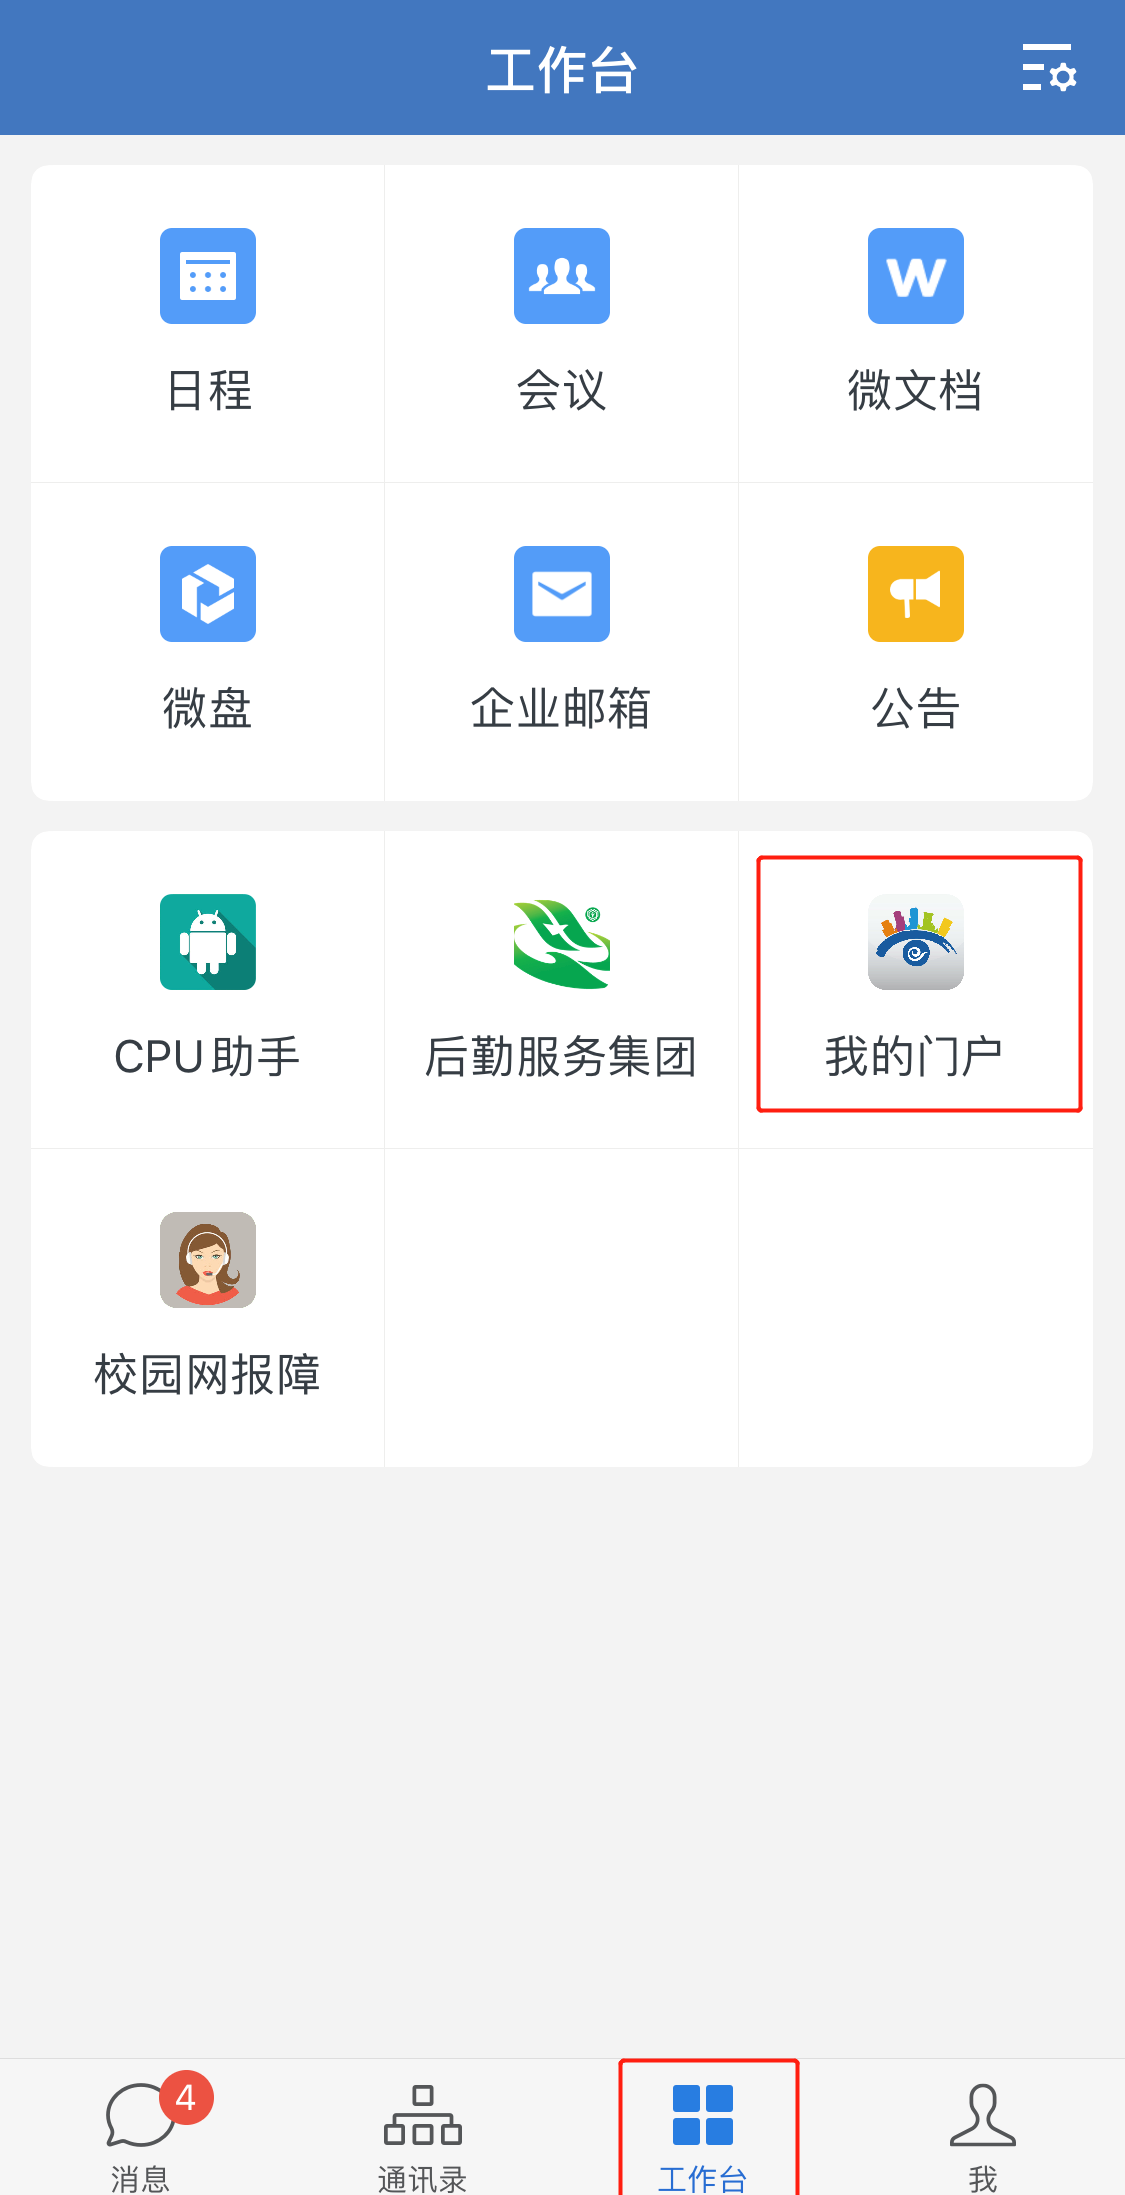 工作台
日程
会议
微文档
W
微盘
企业邮箱
公告
CPU助手
后勤服务集团
我的门户
校园网报障
4
消息
通讯录
工作台
我